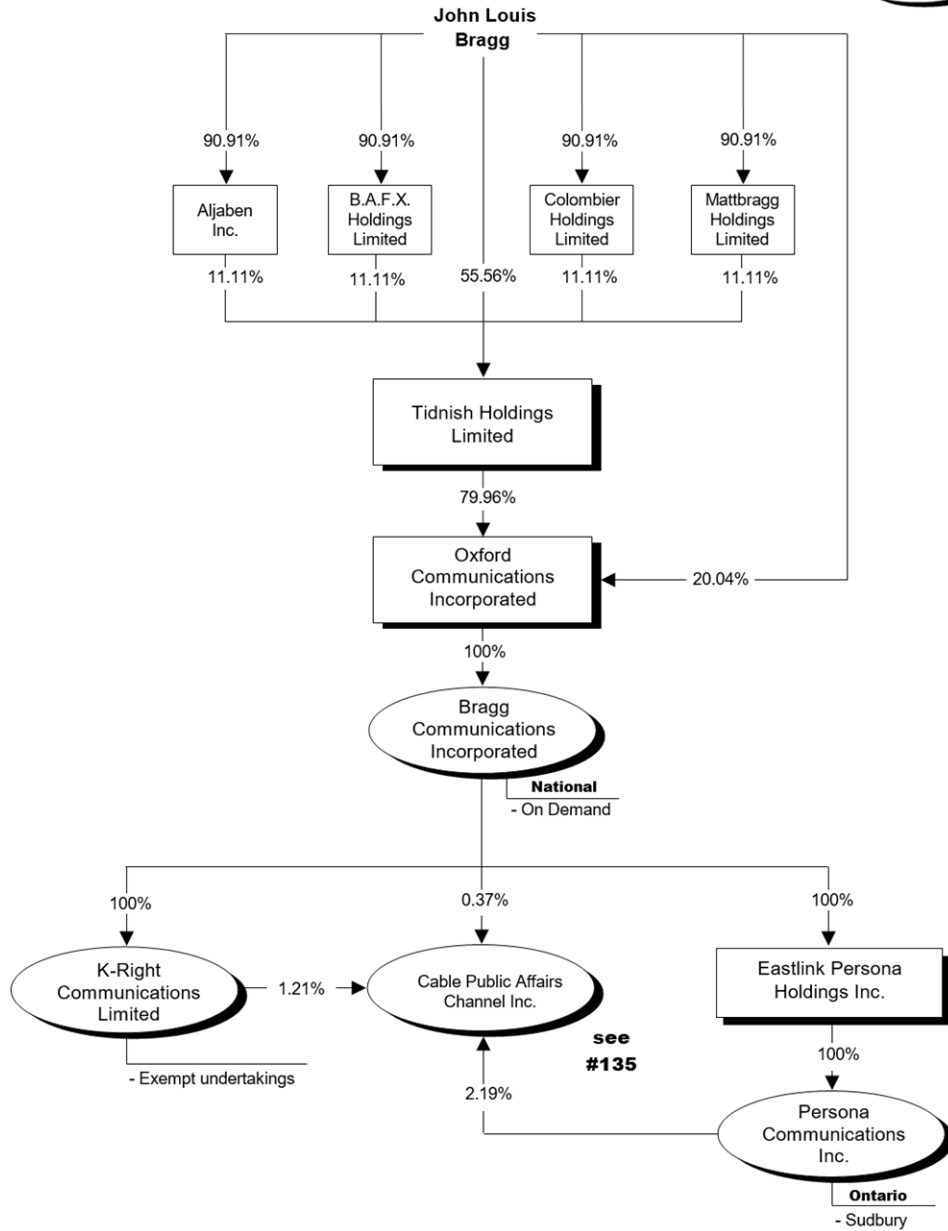 John Louis
Bragg
90.91%
90.91%
90.91%
90.91%
Aljaben
Inc.
B.A.F.X.
Holdings
Limited
Colombier
Holdings
Limited
Mattbragg
Holdings
Limited
11.11%
11.11%
55.56%
11.11%
11.11%
Tidnish Holdings
Limited
79.96%
Oxford
Communications
Incorporated
20.04%
100%
Bragg
Communications
Incorporated
National
- On Demand
100%
0.37%
100%
K-Right
Communications
Limited
1.21%
Cable Public Affairs
Channel Inc.
Eastlink Persona
Holdings Inc.
see
#135
- Exempt undertakings
100%
2.19%
Persona
Communications
Inc.
Ontario
- Sudbury